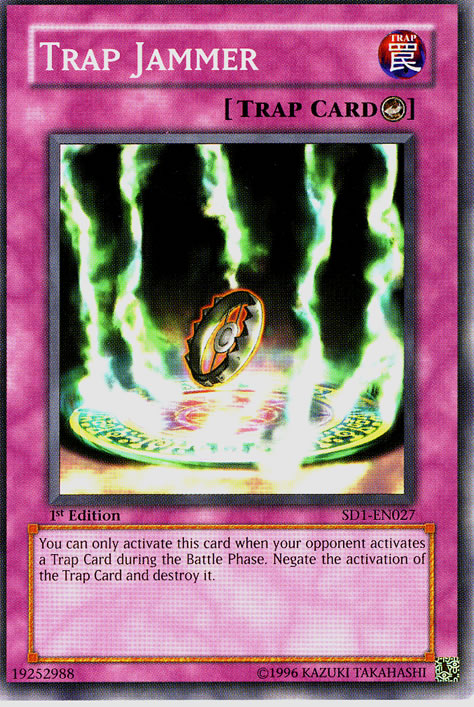 TRAP JAMMER
TRAP
罠
[TRAP CARD]
1st Edition
SD1-EN027
You can only activate this card when your opponent activates
a Trap Card during the Battle Phase. Negate the activation of
the Trap Card and destroy it.
19252988
©1996 KAZUKI TAKAHASHI